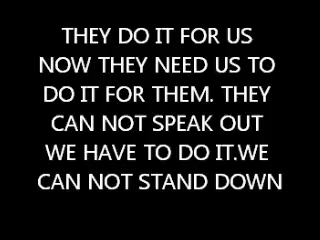 THEY DO IT FOR US
NOW THEY NEED US TO
DO IT FOR THEM. THEY
CAN NOT SPEAK OUT
WE HAVE TO DO IT.WE
CAN NOT STAND DOWN